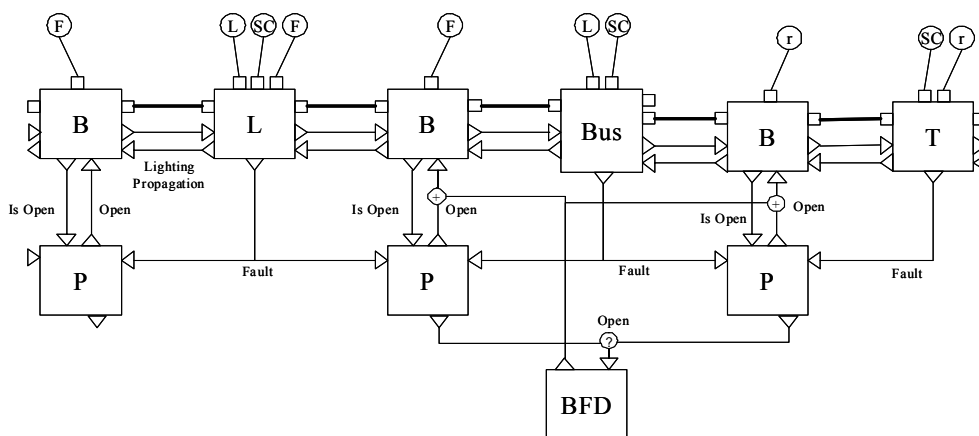 F L SC F F L SC r SC r
B L B Bus B T
Lighting
Propagation
Is Open Open Is Open Open Is Open Open
P Fault P Fault P Fault
Open
?
BFD